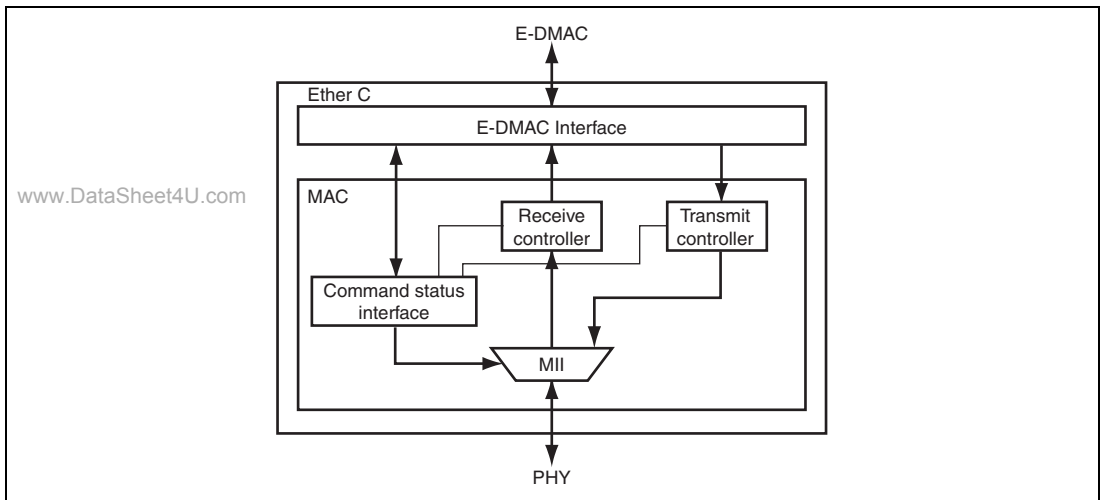 E-DMAC
Ether C
E-DMAC Interface
www.DataSheet4U.com
MAC
Receive
controller
Transmit
controller
Command status
interface
MII
PHY